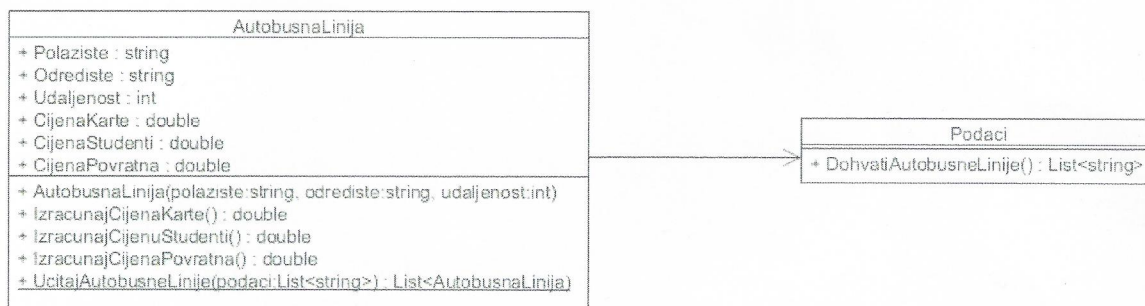 AutobusnaLinija
+ Polaziste : string
+ Odrediste : string
+ Udaljenost : int
+ CijenaKarte : double
+ CijenaStudenti : double
+ CijenaPovratna : double
+ AutobusnaLinija(polaziste:string, odrediste:string, udaljenost:int)
+ IzracunajCijenaKarte() : double
+ IzracunajCijenuStudenti() : double
+ IzracunajCijenaPovratna() : double
+ UcitajAutobusneLinije(podaci:List<string>) : List<AutobusnaLinija)
Podaci
+ DohvatiAutobusneLinije() : List<string>